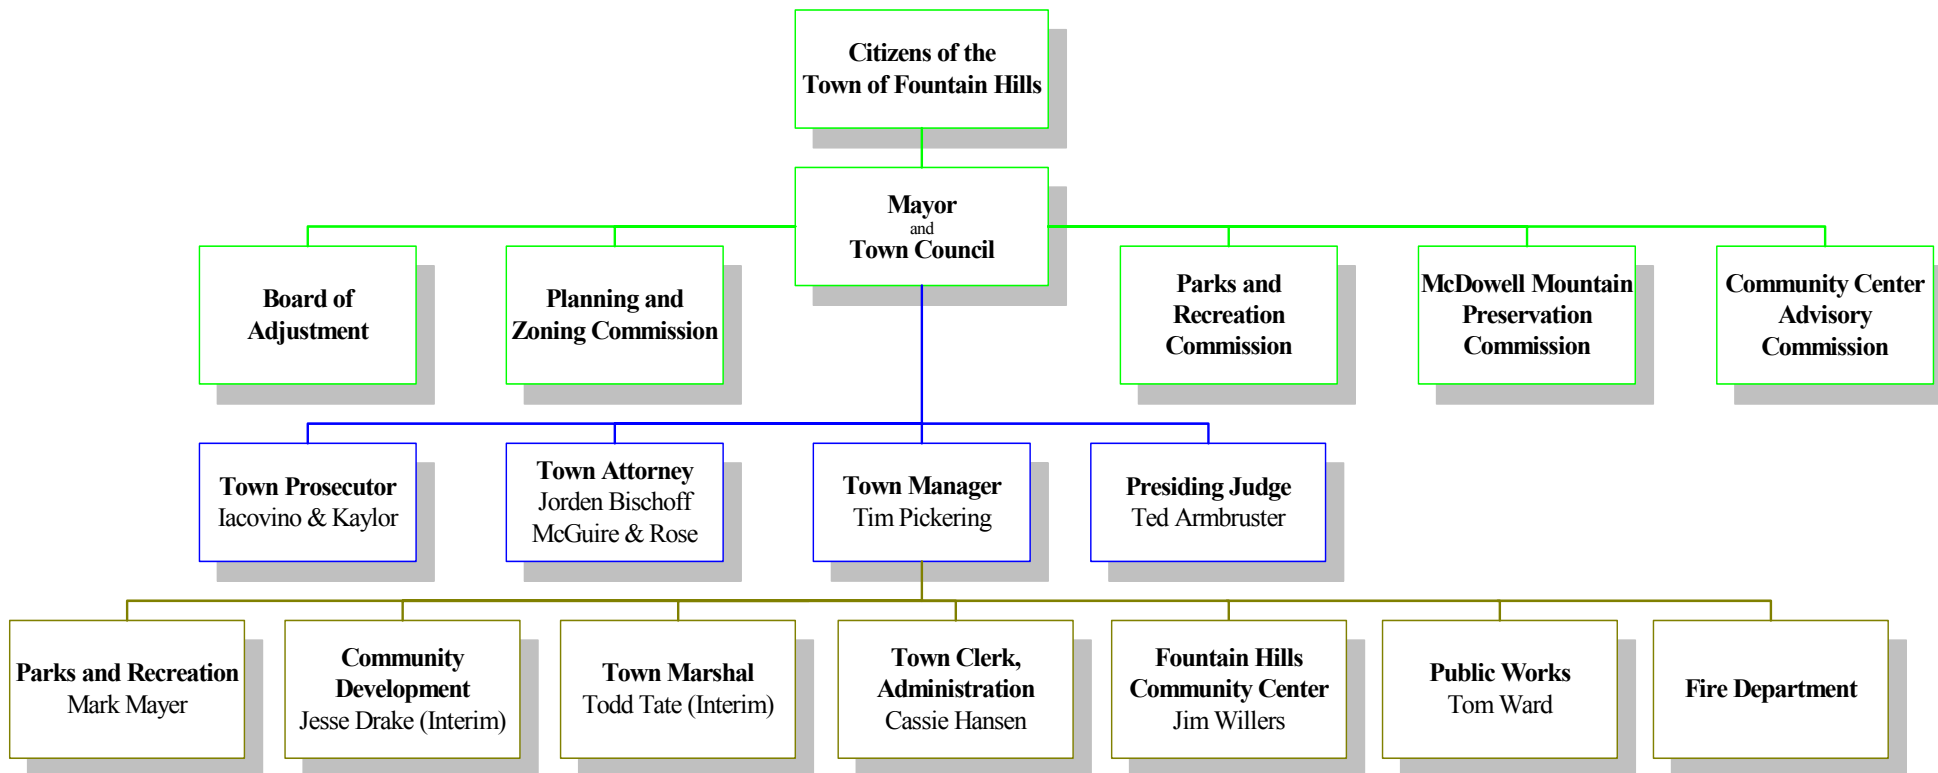 Citizens of the
Town of Fountain Hills
Mayor
and
Town Council
Board of
Adjustment
Planning and
Zoning Commission
Parks and
Recreation
Commission
McDowell Mountain
Preservation
Commission
Community Center
Advisory
Commission
Town Prosecutor
Iacovino & Kaylor
Town Attorney
Jorden Bischoff
McGuire & Rose
Town Manager
Tim Pickering
Presiding Judge
Ted Armbruster
Parks and Recreation
Mark Mayer
Community
Development
Jesse Drake (Interim)
Town Marshal
Todd Tate (Interim)
Town Clerk,
Administration
Cassie Hansen
Fountain Hills
Community Center
Jim Willers
Public Works
Tom Ward
Fire Department